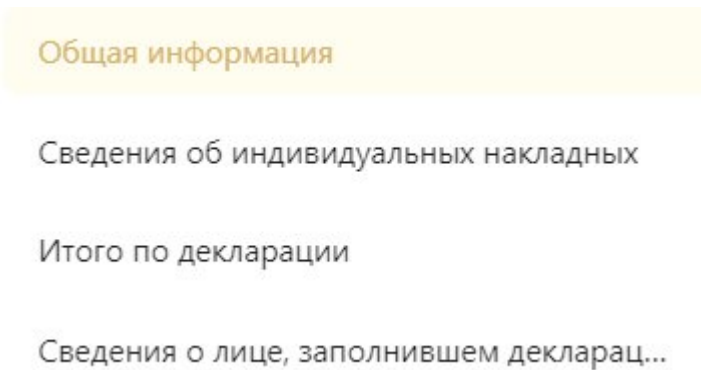 Общая информация
Сведения об индивидуальных накладных
Итого по декларации
Сведения о лице, заполнившем декларац...